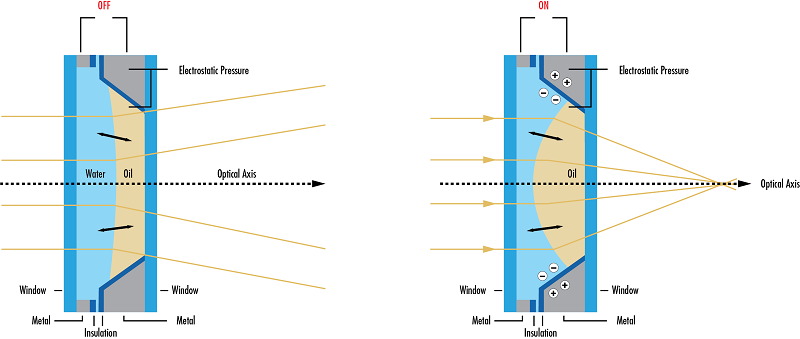 OFF
Electrostatic Pressure
Water
Oil
Optical Axis
Window
Window
Metal
Metal
Insulation
ON
+ +
− −
Electrostatic Pressure
Oil
Optical Axis
− −
+ +
Window
Window
Metal
Metal
Insulation